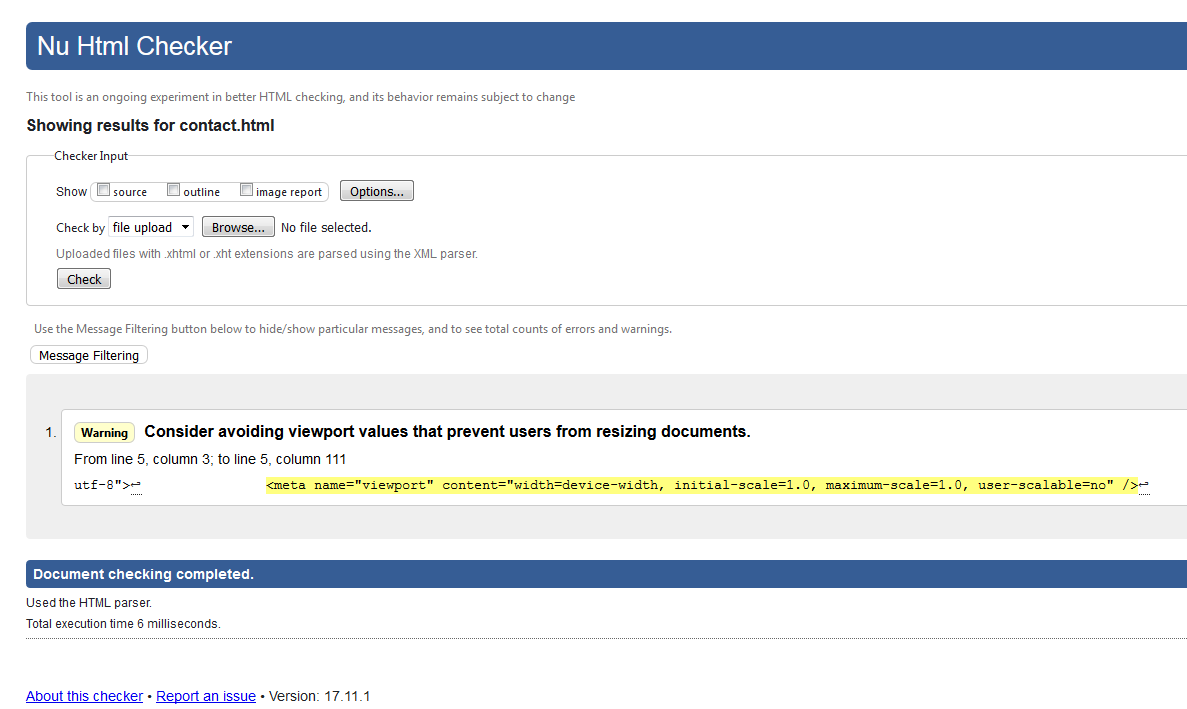 Nu Html Checker
This tool is an ongoing experiment in better HTML checking, and its behavior remains subject to change
Showing results for contact.html
Checker Input
Show source outline image report Options...
Check by file upload Browse... No file selected.
Uploaded files with .xhtml or .xht extensions are parsed using the XML parser.
Check
Use the Message Filtering button below to hide/show particular messages, and to see total counts of errors and warnings.
Message Filtering
1. Warning Consider avoiding viewport values that prevent users from resizing documents.
From line 5, column 3; to line 5, column 111
utf-8">↩ <meta name="viewport" content="width=device-width, initial-scale=1.0, maximum-scale=1.0, user-scalable=no" />↩
Document checking completed.
Used the HTML parser.
Total execution time 6 milliseconds.
About this checker • Report an issue • Version: 17.11.1